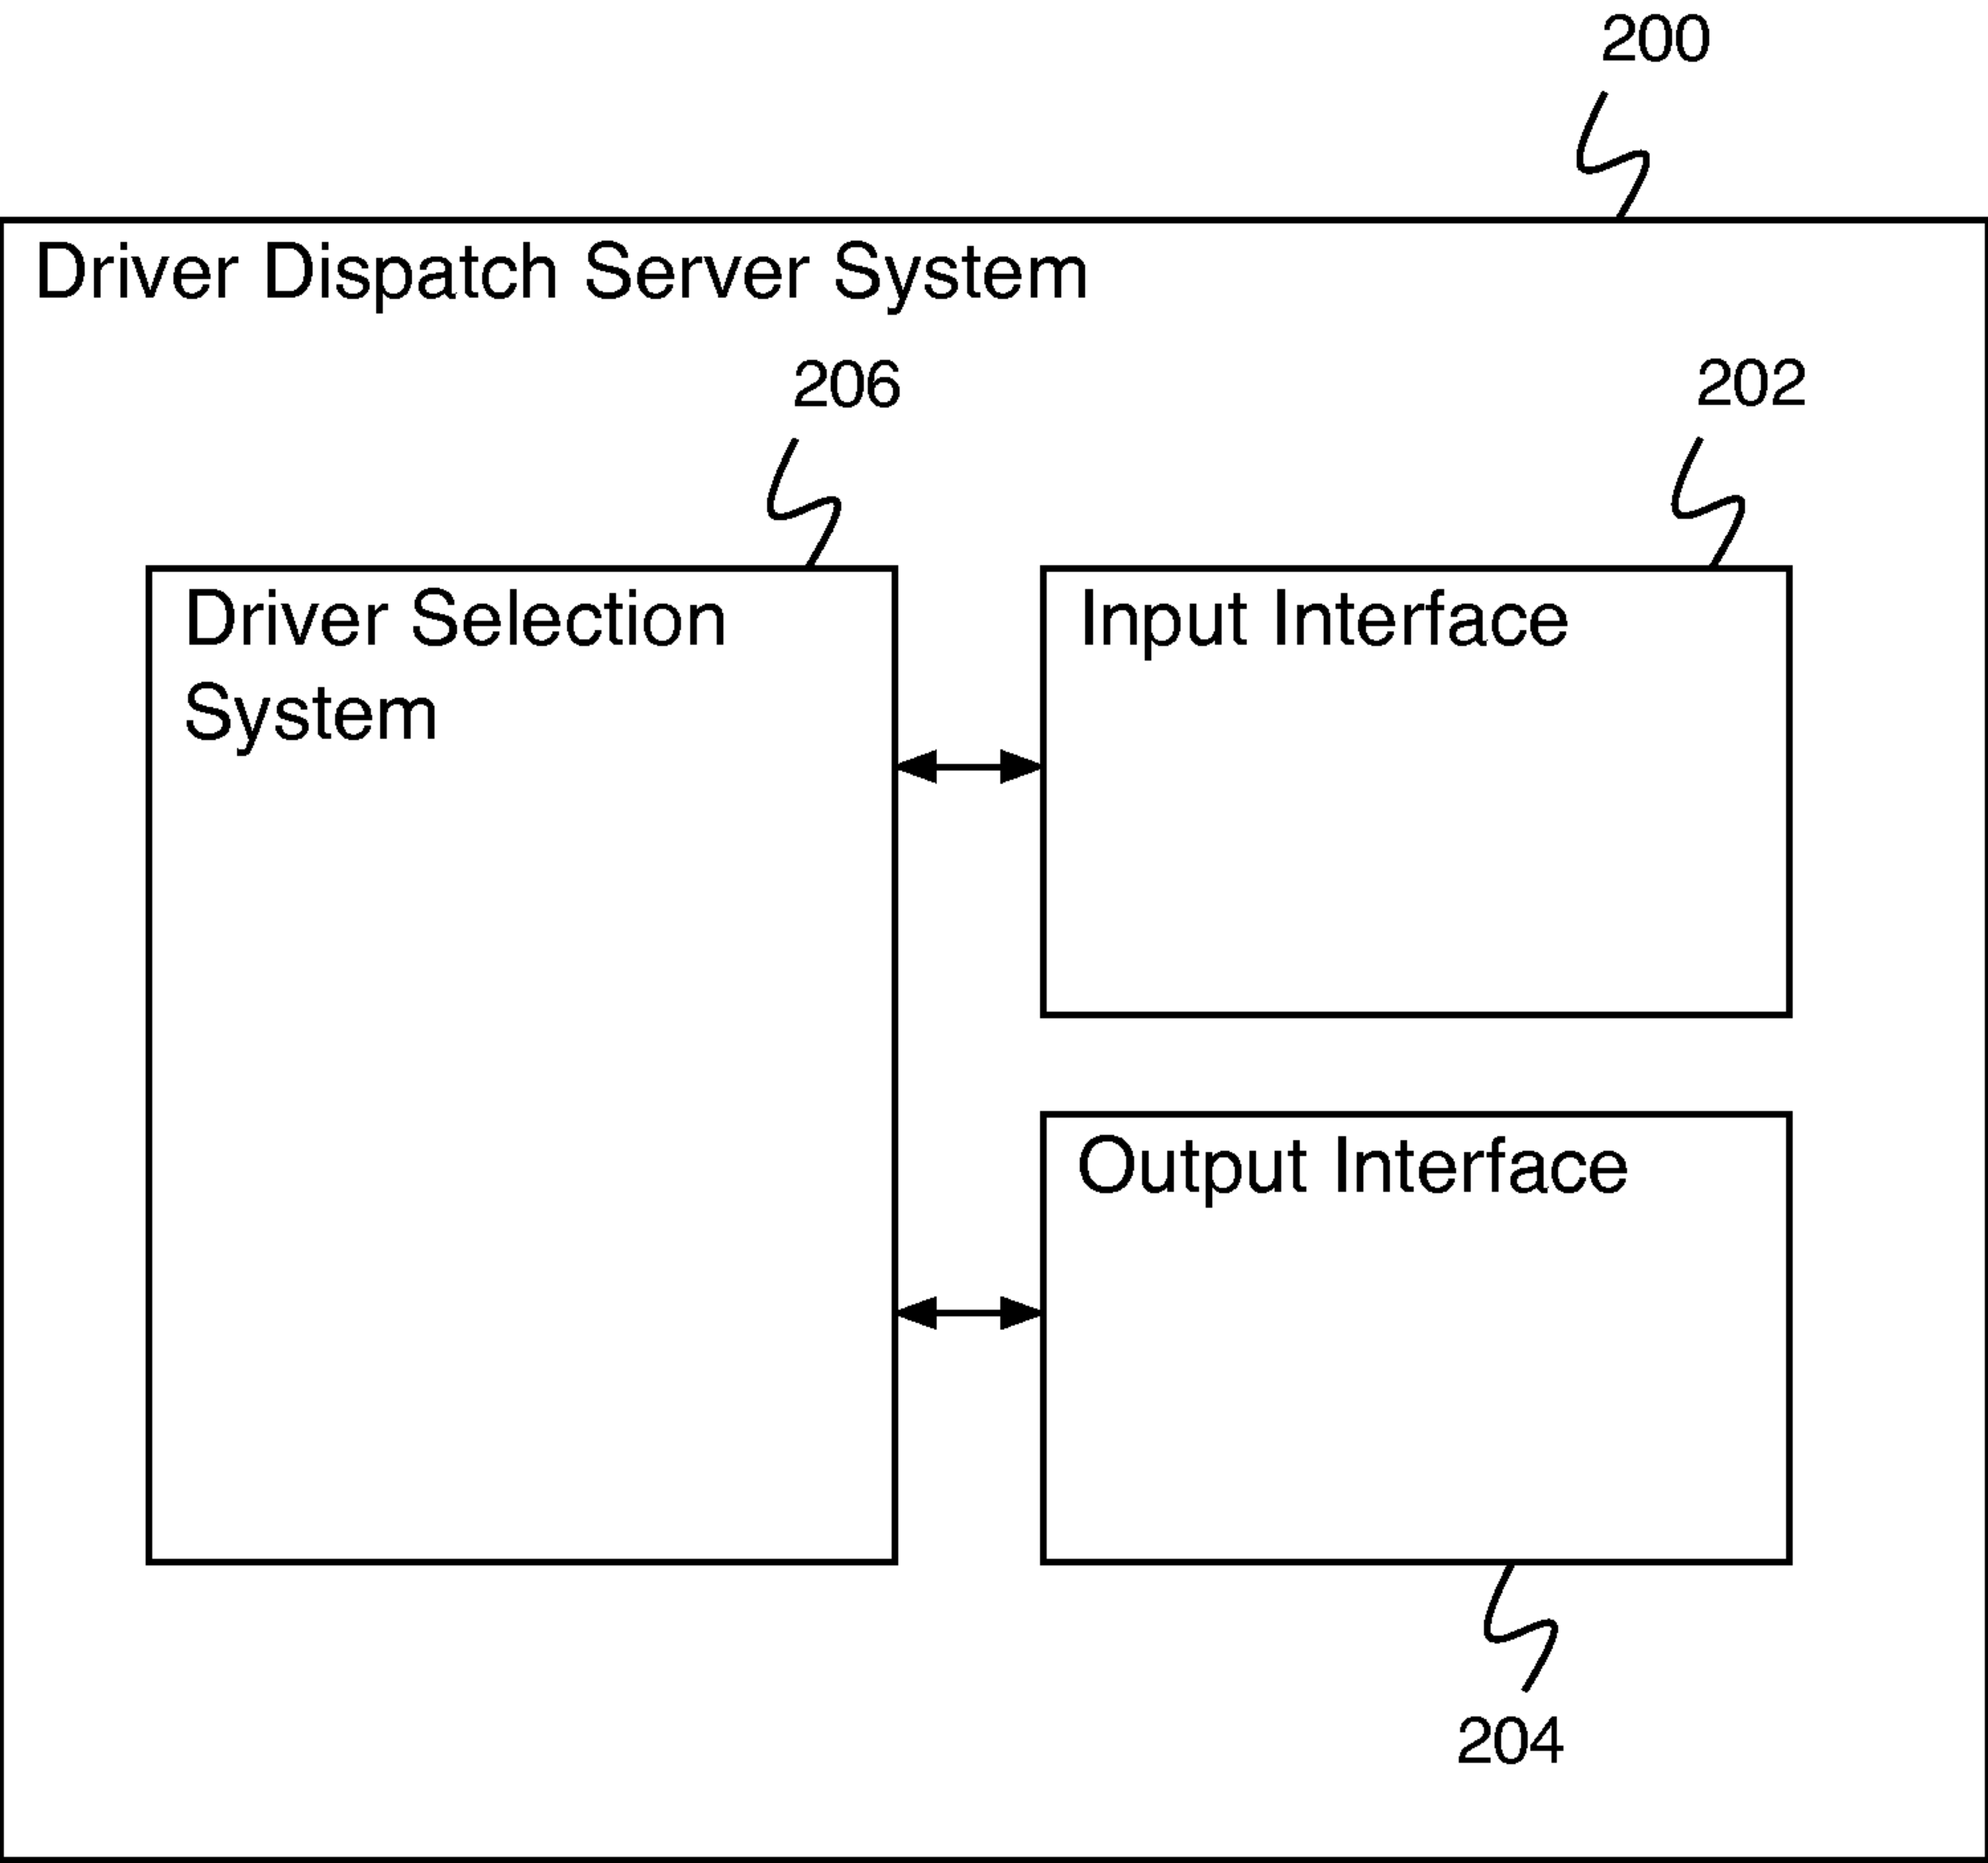 200
Driver Dispatch Server System
206
202
Driver Selection
System
Input Interface
Output Interface
204